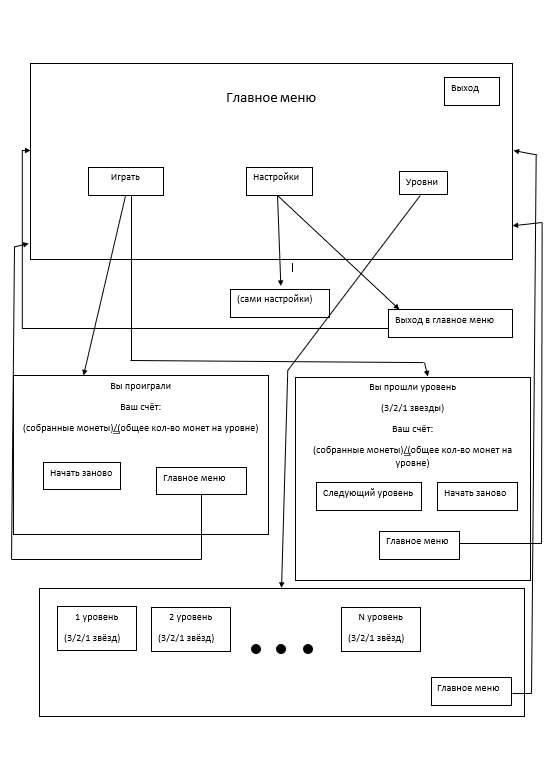 Главное меню
Выход
Играть
Настройки
Уровни
(сами настройки)
Выход в главное меню
Вы проиграли
Ваш счёт:
(собранные монеты)/(общее кол-во монет на уровне)
Начать заново
Главное меню
Вы прошли уровень
(3/2/1 звезды)
Ваш счёт:
(собранные монеты)/(общее кол-во монет на
уровне)
Следующий уровень
Начать заново
Главное меню
1 уровень
(3/2/1 звёзд)
2 уровень
(3/2/1 звёзд)
N уровень
(3/2/1 звёзд)
Главное меню